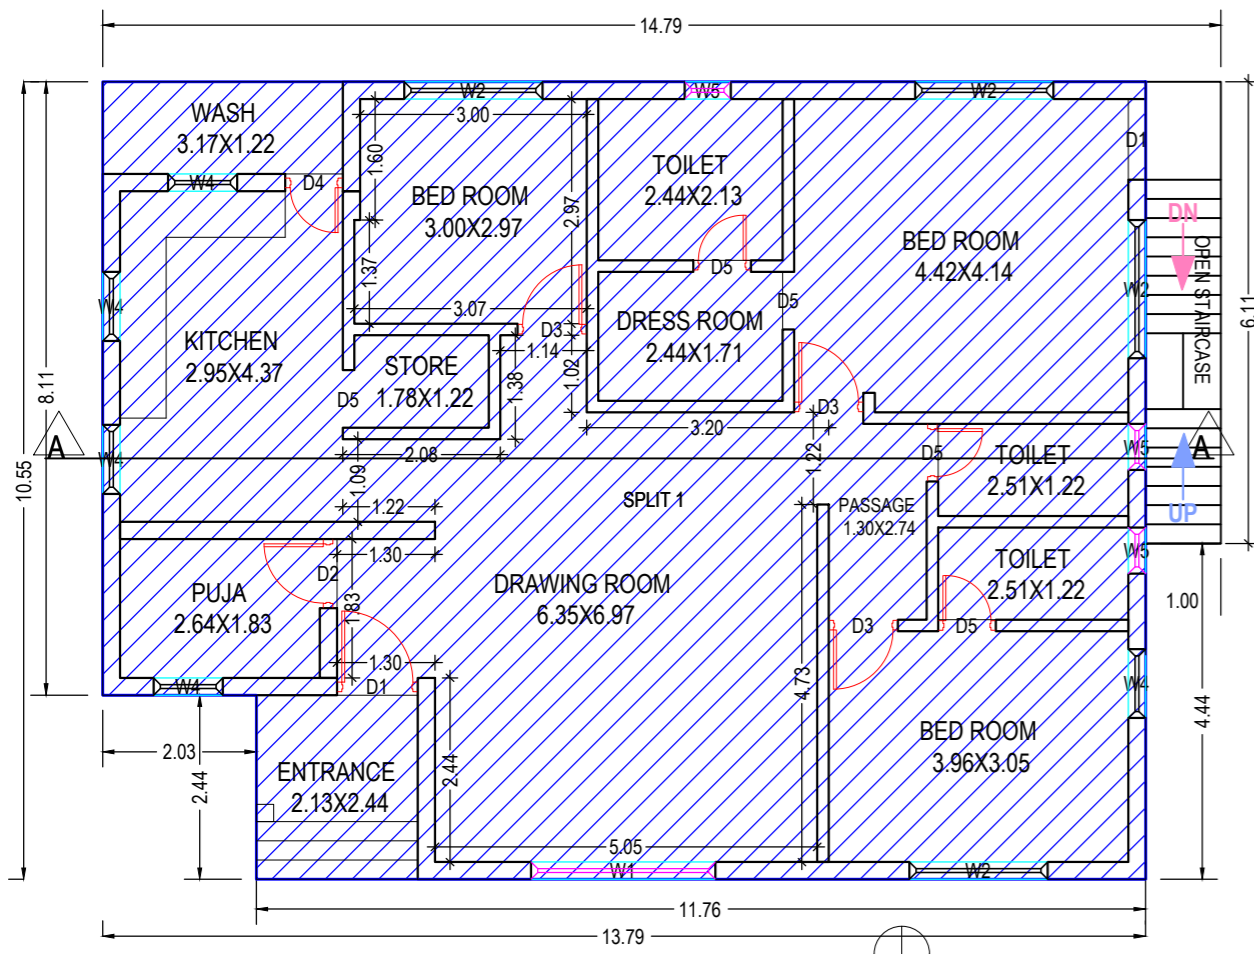 14.79
W2
W5
W2
WASH
3.17X1.22
3.00
D1
1.60
TOILET
2.44X2.13
W4
D4
BED ROOM
3.00X2.97
2.97
DN
BED ROOM
4.42X4.14
OPEN STAIRCASE
6.11
1.37
D5
W4
D5
W2
3.07
DRESS ROOM
2.44X1.71
D3
KITCHEN
2.95X4.37
STORE
1.78X1.22
1.14
1.38
1.02
8.11
D5
D3
3.20
A
W4
2.08
1.22
D5
TOILET
2.51X1.22
W5
A
10.55
1.09
1.22
SPLIT 1
PASSAGE
1.30X2.74
UP
1.30
TOILET
2.51X1.22
W5
D2
PUJA
2.64X1.83
1.83
DRAWING ROOM
6.35X6.97
1.00
D3
D5
1.30
D1
W4
4.73
W4
4.44
2.03
2.44
ENTRANCE
2.13X2.44
2.44
BED ROOM
3.96X3.05
5.05
W1
W2
11.76
13.79